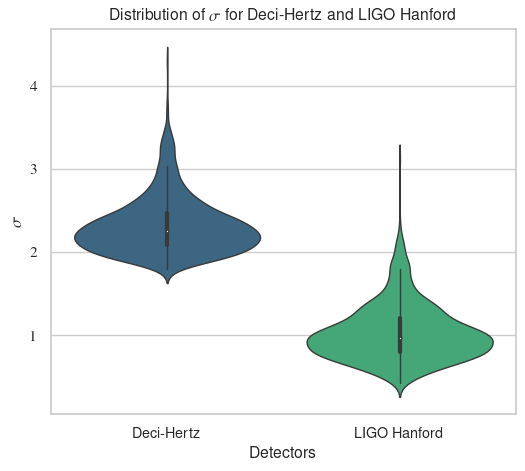 Distribution of σ for Deci-Hertz and LIGO Hanford
4
3
2
1
σ
Deci-Hertz
LIGO Hanford
Detectors